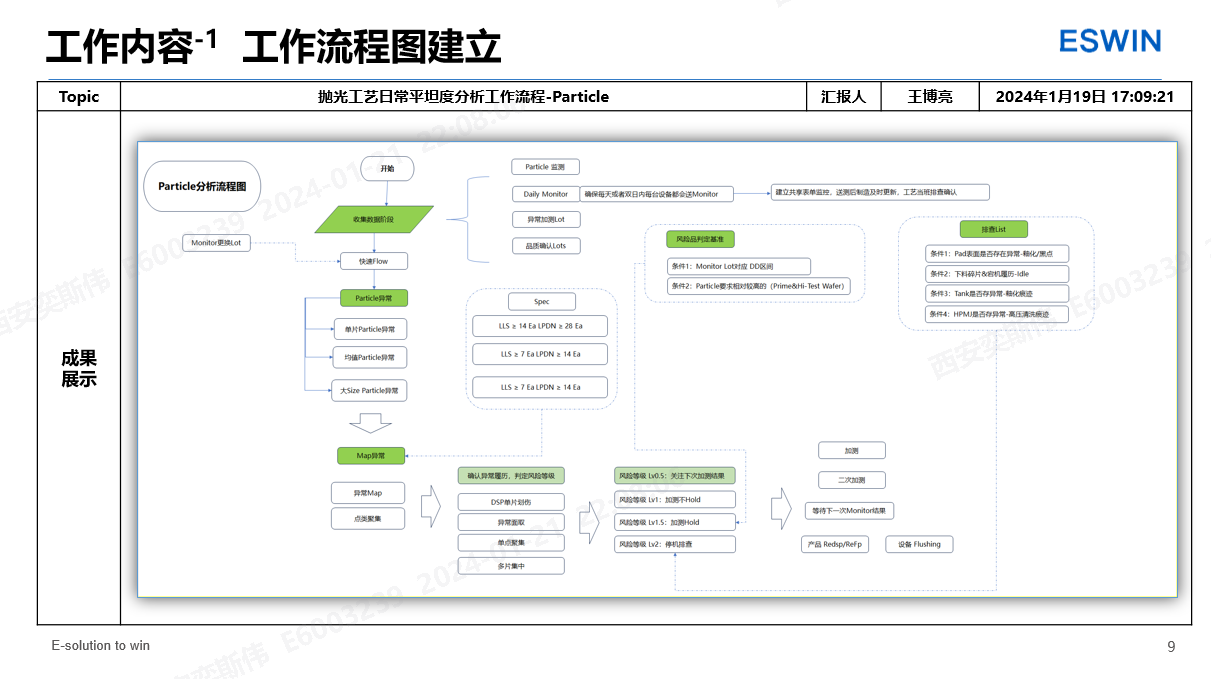 工作内容-1 工作流程图建立
ESWIN
Topic
抛光工艺日常平坦度分析工作流程-Particle
汇报人
王博亮
2024年1月19日 17:09:21
成果
展示
Particle分析流程图
开始
收集数据阶段
Monitor更换Lot
快速Flow
Particle异常
单片Particle异常
均值Particle异常
大Size Particle异常
Particle 监测
Daily Monitor
确保每天或者双日内每台设备都会送Monitor
建立共享表单监控，送测后制造及时更新，工艺当班排查确认
异常加测Lot
品质确认Lots
Spec
LLS ≥ 14 Ea LPDN ≥ 28 Ea
LLS ≥ 7 Ea LPDN ≥ 14 Ea
LLS ≥ 7 Ea LPDN ≥ 14 Ea
风险品判定基准
条件1：Monitor Lot对应 DD区间
条件2：Particle要求相对较高的（Prime&Hi-Test Wafer）
排查List
条件1：Pad表面是否存在异常-釉化/黑点
条件2：下料碎片&宕机履历-Idle
条件3：Tank是否存异常-釉化痕迹
条件4：HPMJ是否存异常-高压清洗痕迹
Map异常
异常Map
点类聚集
确认异常履历，判定风险等级
DSP单片划伤
异常面取
单点聚集
多片集中
风险等级 Lv0.5：关注下次加测结果
风险等级 Lv1：加测不Hold
风险等级 Lv1.5：加测Hold
风险等级 Lv2：停机排查
加测
二次加测
等待下一次Monitor结果
产品 Redsp/ReFp
设备 Flushing
E-solution to win
9
西安奕斯伟 E6003239 2024-01-21 22:08:0
西安奕斯伟 E6003239
西安奕斯伟 E6003239 2024-01-21 22:08:0